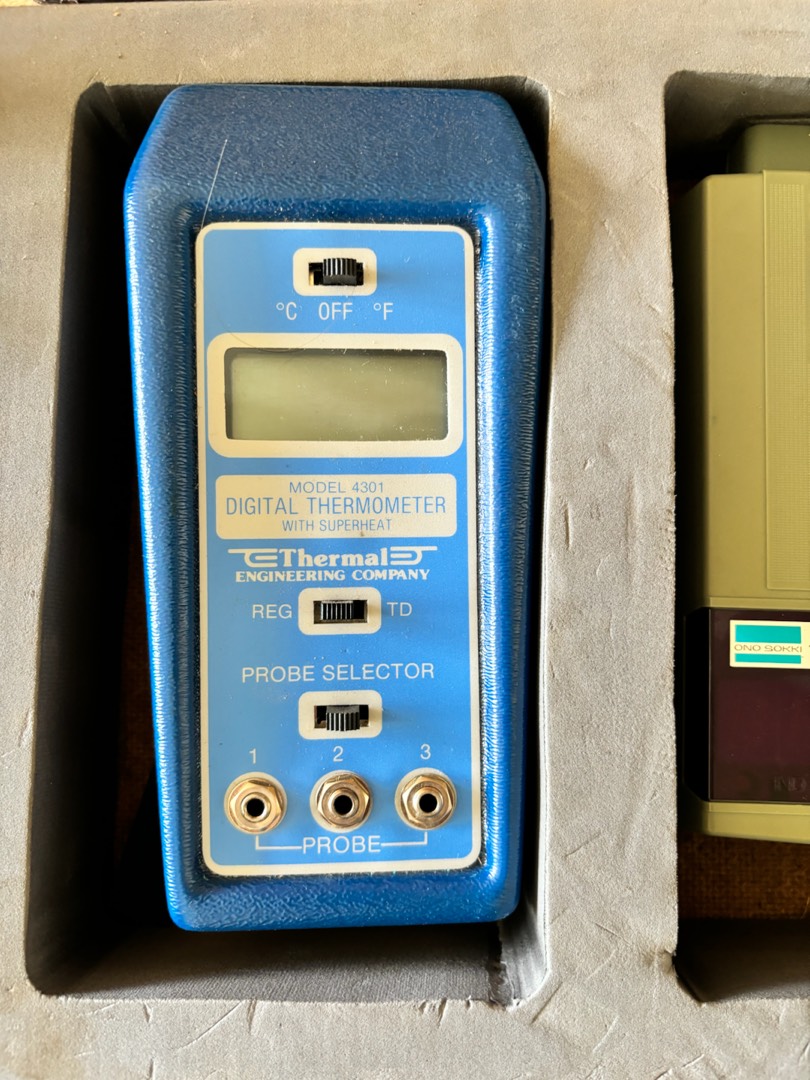 °C OFF °F
MODEL 4301
DIGITAL THERMOMETER
WITH SUPERHEAT
Thermal
ENGINEERING COMPANY
REG TD
PROBE SELECTOR
1 2 3
PROBE
ONO SOKKI